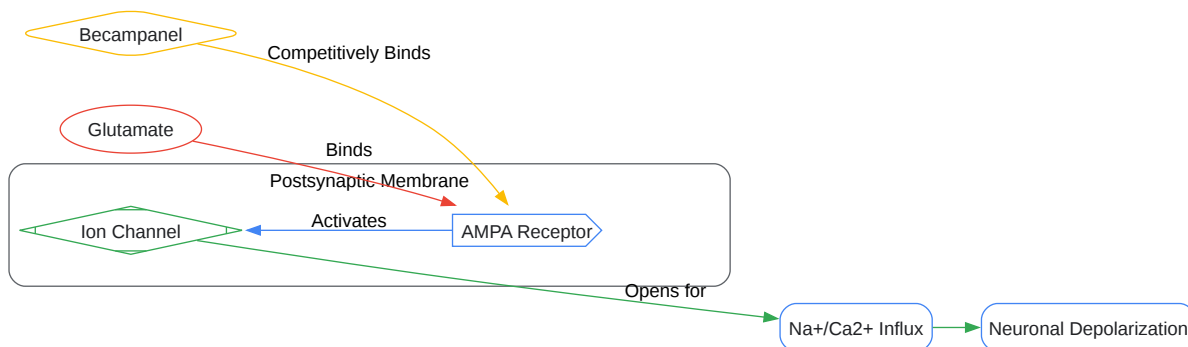 Becampanel
Competitively Binds
Glutamate
Binds
Postsynaptic Membrane
Ion Channel
Activates
AMPA Receptor
Opens for
Na+/Ca2+ Influx
Neuronal Depolarization